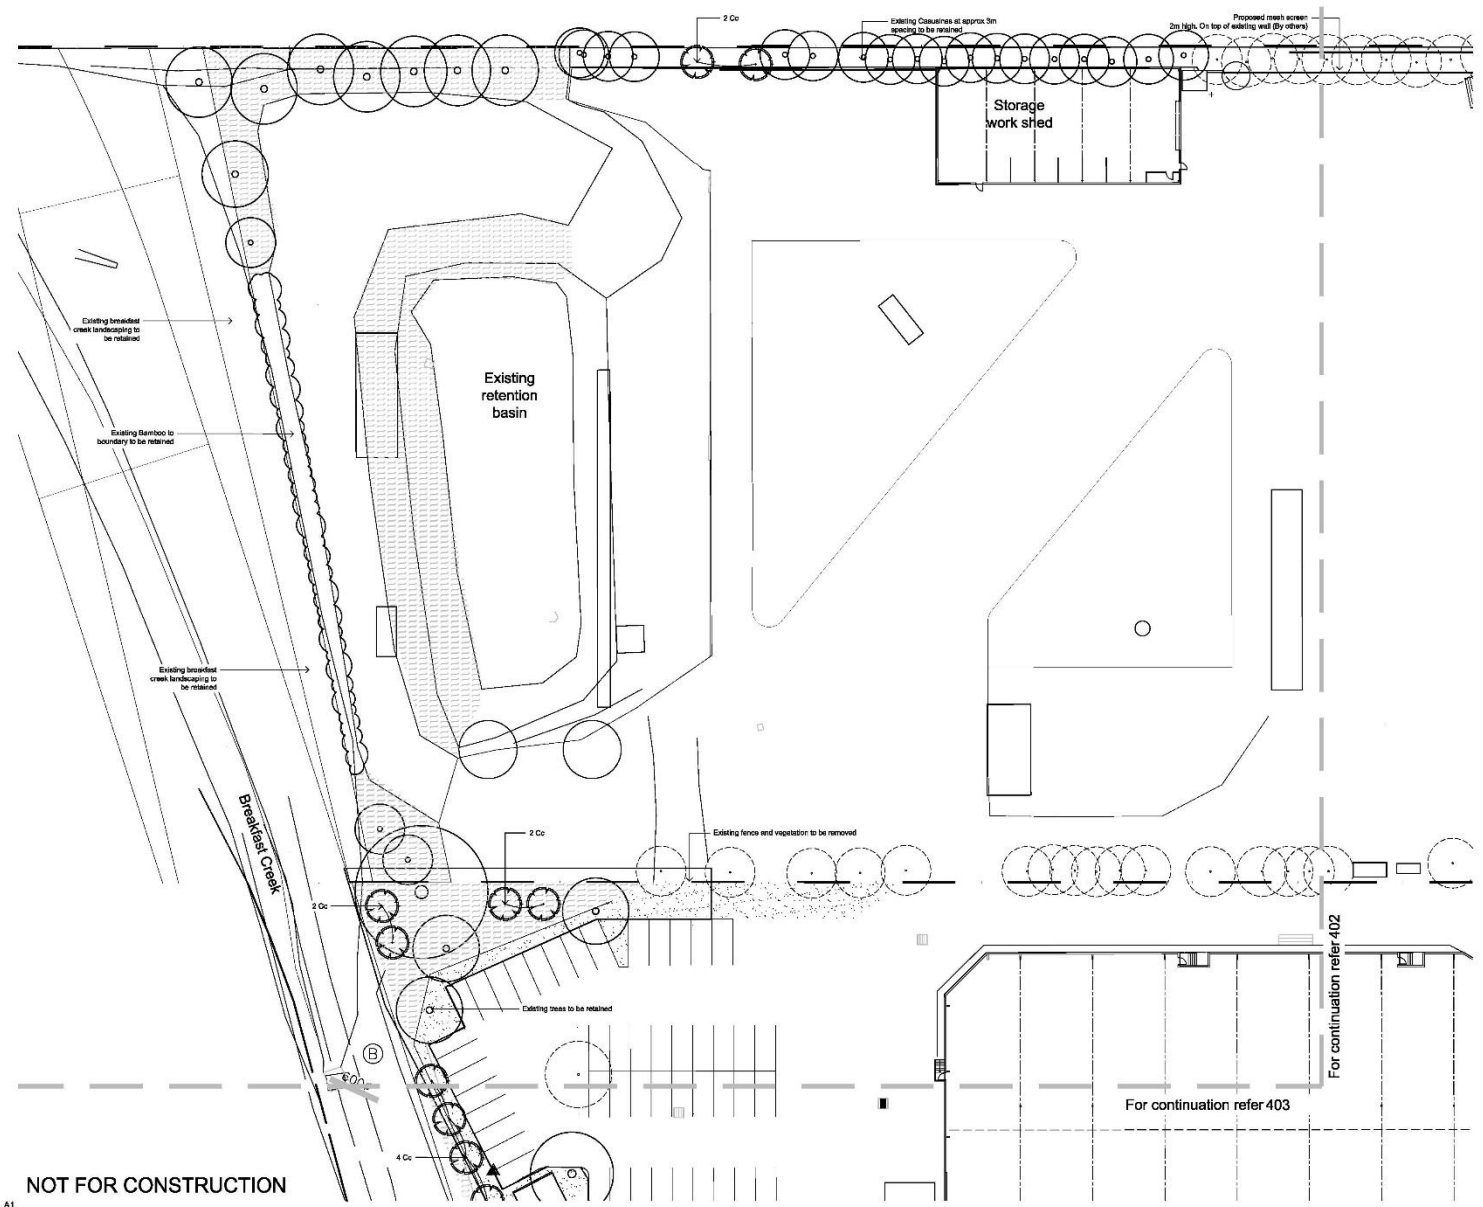 2 Cc
Existing Casusinas at approx 3m
spacing to be retained
Proposed mesh screen
2m high. On top of existing wall (By others)
Storage
work shed
Existing breakfast
creek landscaping to
be retained
Existing
retention
basin
Existing Bamboo to
boundary to be retained
Existing breakfast
creek landscaping to
be retained
Breakfast Creek
2 Cc
Existing fence and vegetation to be removed
2 Cc
Existing trees to be retained
For continuation refer 402
B
For continuation refer 403
4 Cc
NOT FOR CONSTRUCTION
A1